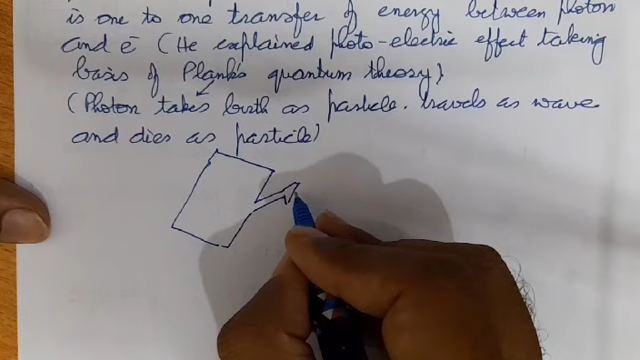 is one to one transfer of energy between photon
and e⁻ (He explained photo-electric effect taking
basis of Plank's quantum theory)
(Photon takes birth as particle, travels as wave
and dies as particle)